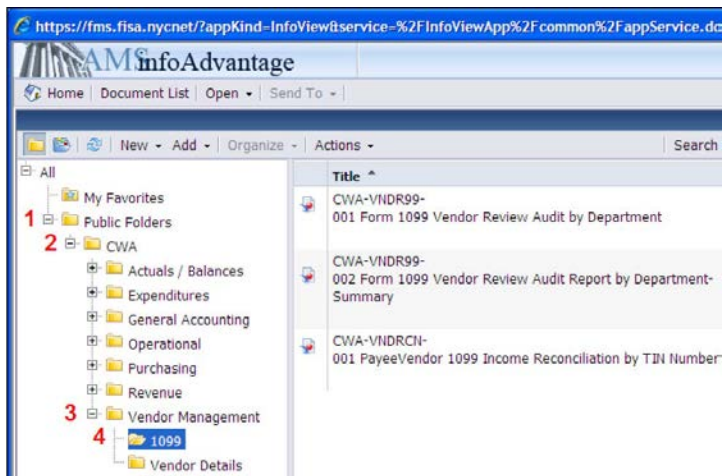 https://fms.fisa.nycnet/?appKind=InfoView&service=%2FInfoViewApp%2Fcommon%2FappService.do
AMSinfoAdvantage
Home | Document List | Open | Send To
New Add Organize Actions Search
All
My Favorites
1 Public Folders
2 CWA
Actuals / Balances
Expenditures
General Accounting
Operational
Purchasing
Revenue
3 Vendor Management
4 1099
Vendor Details
Title
CWA-VNDR99-
001 Form 1099 Vendor Review Audit by Department
CWA-VNDR99-
002 Form 1099 Vendor Review Audit Report by Department-
Summary
CWA-VNDRCN-
001 PayeeVendor 1099 Income Reconciliation by TIN Number